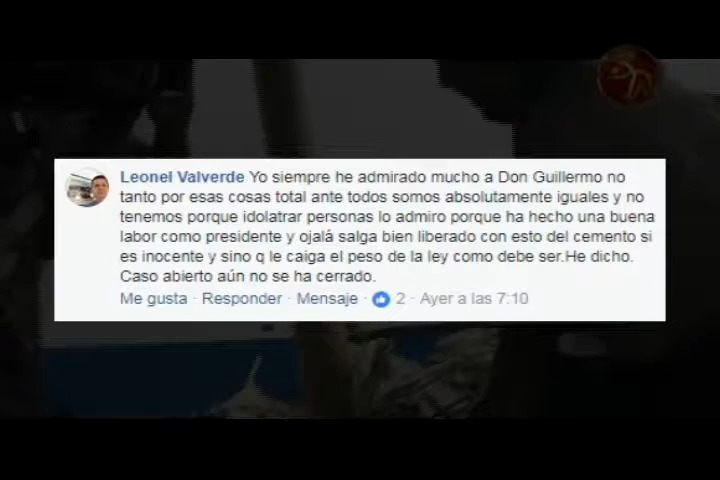 Leonel Valverde Yo siempre he admirado mucho a Don Guillermo no
tanto por esas cosas total ante todos somos absolutamente iguales y no
tenemos porque idolatrar personas lo admiro porque ha hecho una buena
labor como presidente y ojalá salga bien liberado con esto del cemento si
es inocente y sino q le caiga el peso de la ley como debe ser.He dicho.
Caso abierto aún no se ha cerrado.
Me gusta · Responder · Mensaje · 2 · Ayer a las 7:10